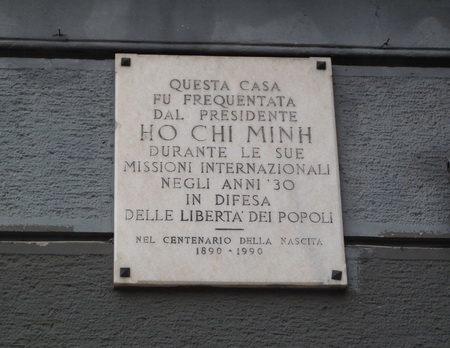 QUESTA CASA
FU FREQUENTATA
DAL PRESIDENTE
HO CHI MINH
DURANTE LE SUE
MISSIONI INTERNAZIONALI
NEGLI ANNI '30
IN DIFESA
DELLE LIBERTA' DEI POPOLI
NEL CENTENARIO DELLA NASCITA
1890 - 1990